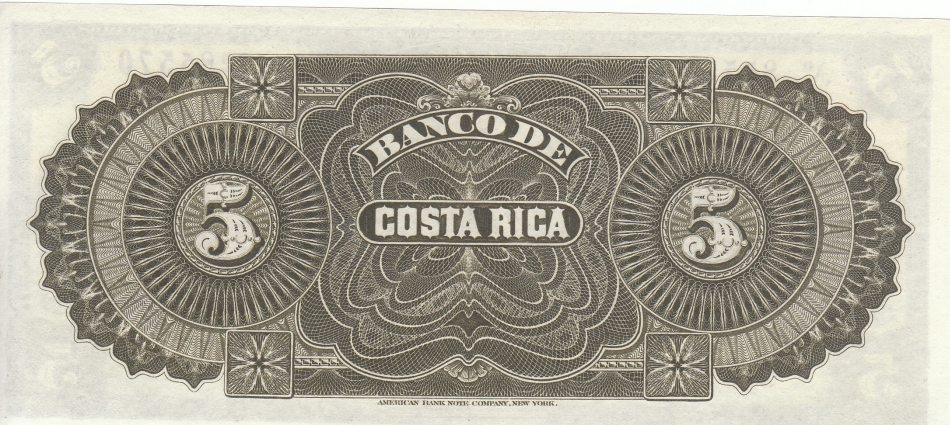 BANCO DE
5 COSTA RICA 5
AMERICAN BANK NOTE COMPANY, NEW YORK.